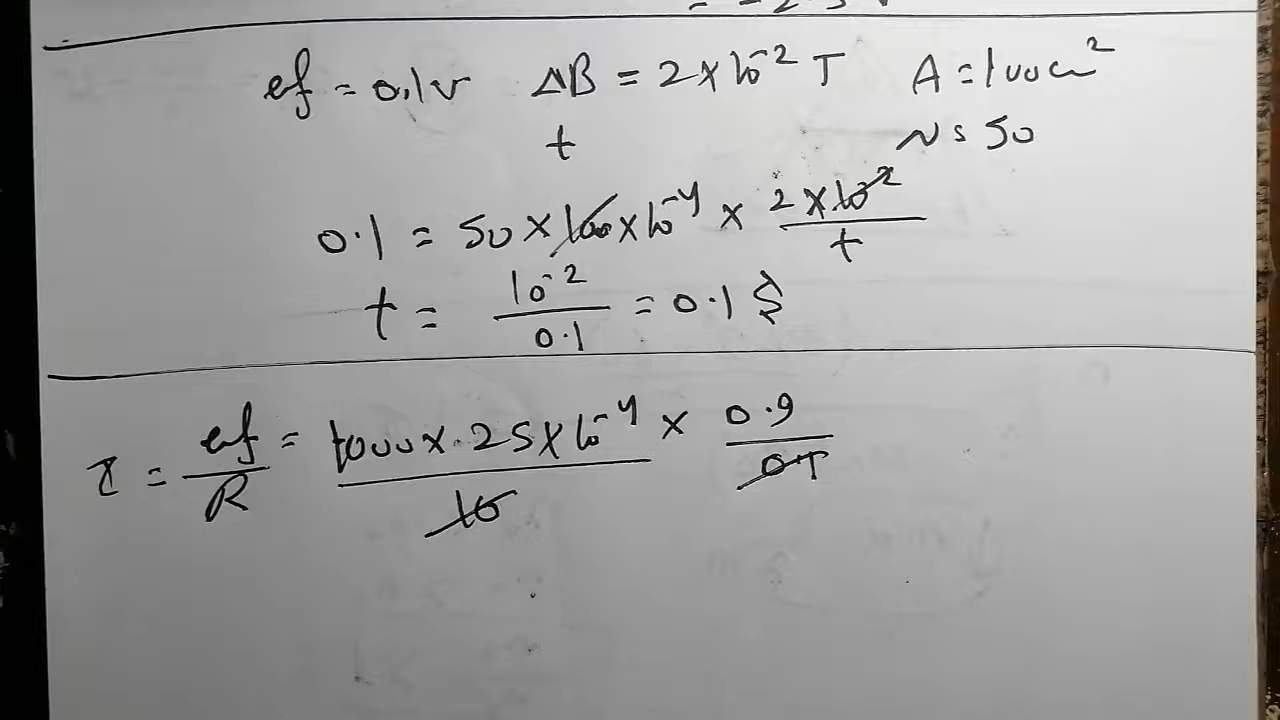 ef = 0.1v ΔB = 2×10⁻² T A = 100cm²
t N = 50
0.1 = 50 × 100 × 10⁻⁴ × 2 × 10⁻² / t
t = 10⁻² / 0.1 = 0.1 S
I = ef / R = 1000 × 25 × 10⁻⁴ / 10 × 0.9 / 0.1